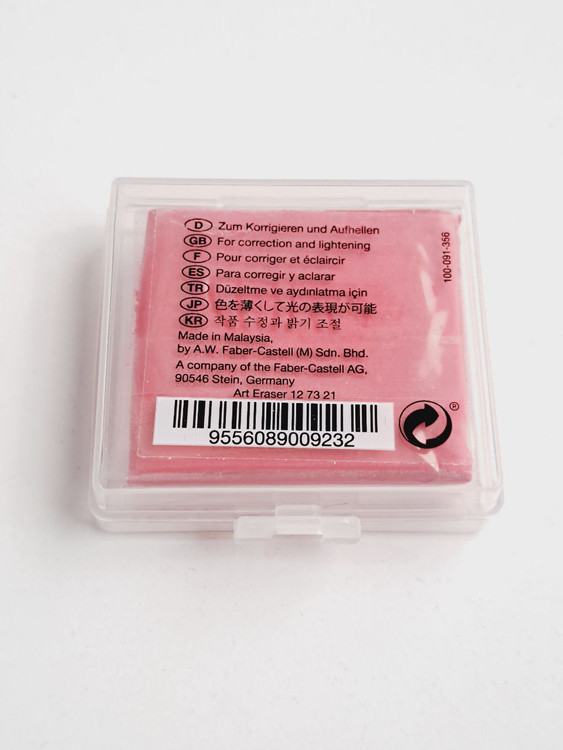 D Zum Korrigieren und Aufhellen
GB For correction and lightening
F Pour corriger et éclaircir
ES Para corregir y aclarar
TR Düzeltme ve aydınlatma için
JP 色を薄くして光の表現が可能
KR 작품 수정과 밝기 조절
Made in Malaysia,
by A.W. Faber-Castell (M) Sdn. Bhd.
A company of the Faber-Castell AG,
90546 Stein, Germany
Art Eraser 12 73 21
9556089009232
®
100-091-356